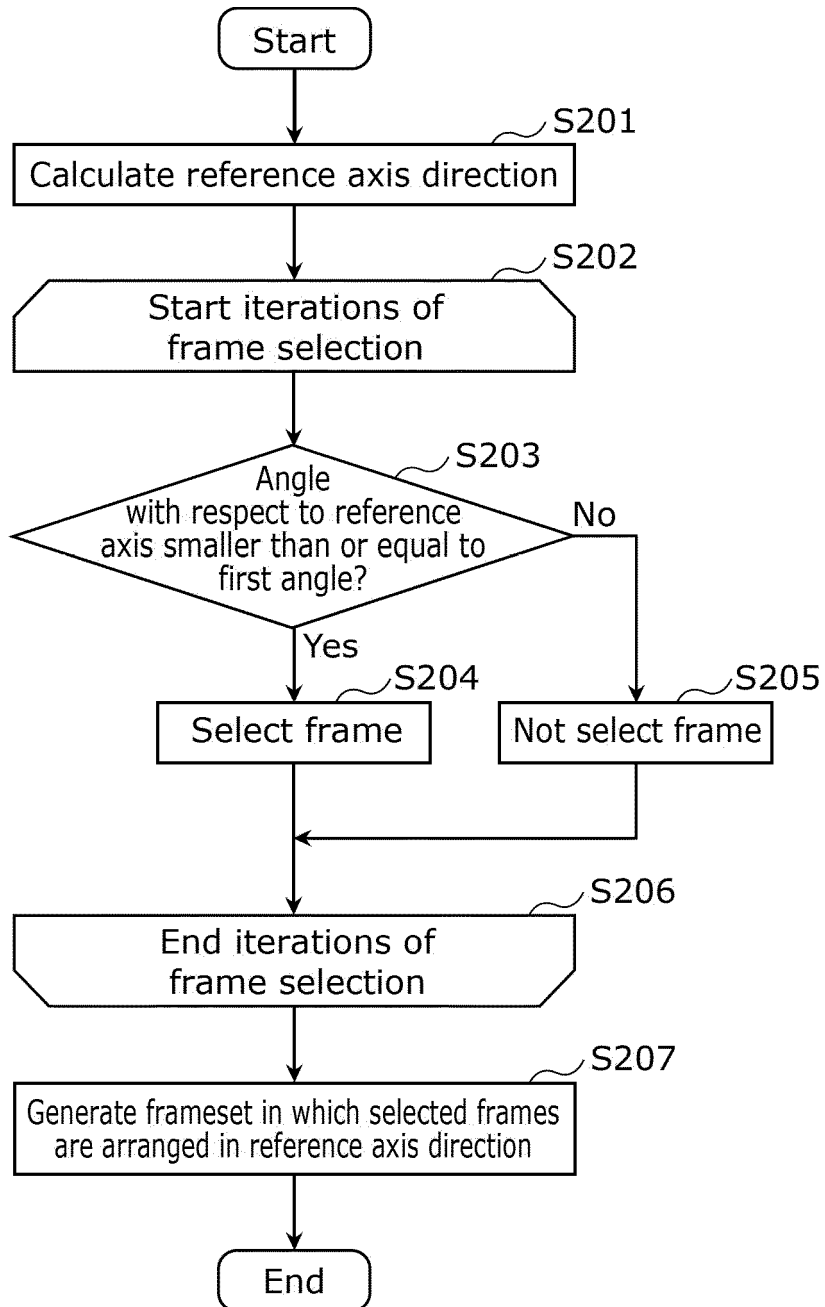 Start
S201
Calculate reference axis direction
S202
Start iterations of
frame selection
S203
Angle
with respect to reference
axis smaller than or equal to
first angle?
No
Yes
S204
S205
Select frame
Not select frame
S206
End iterations of
frame selection
S207
Generate frameset in which selected frames
are arranged in reference axis direction
End